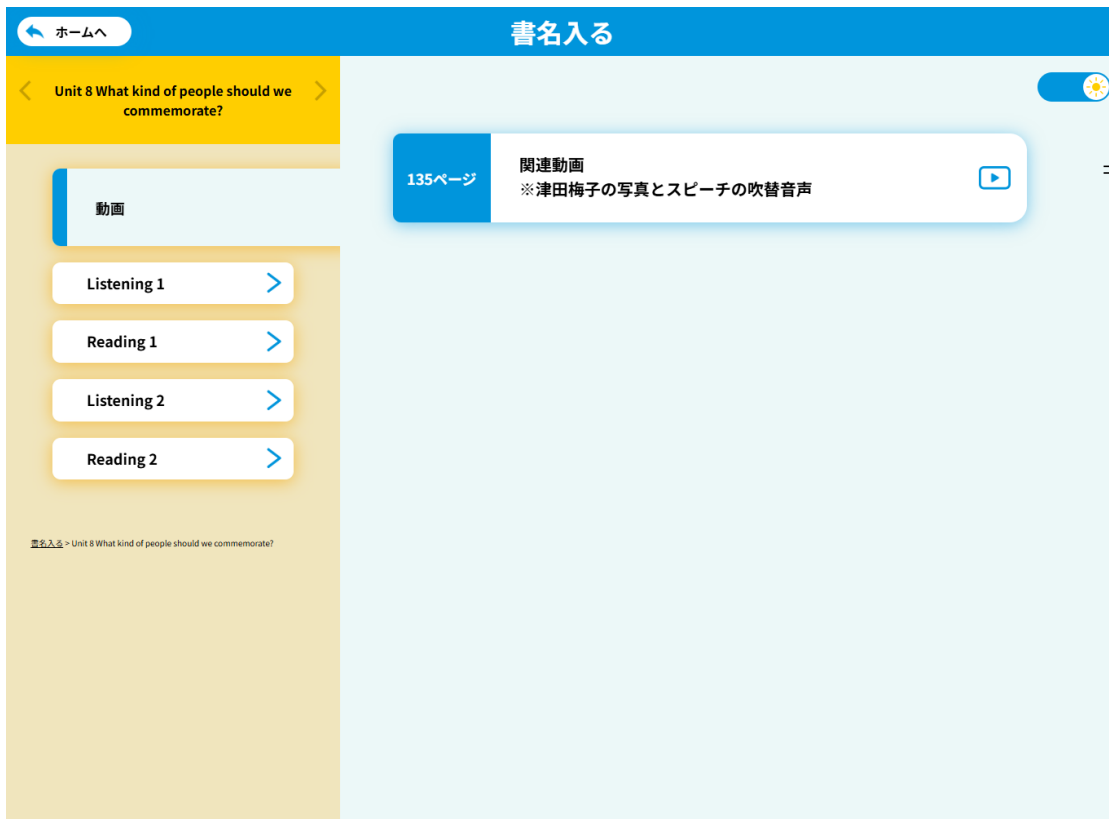 ホームへ
書名入る
Unit 8 What kind of people should we
commemorate?
動画
Listening 1
Reading 1
Listening 2
Reading 2
書名入る > Unit 8 What kind of people should we commemorate?
135ページ
関連動画
※津田梅子の写真とスピーチの吹替音声